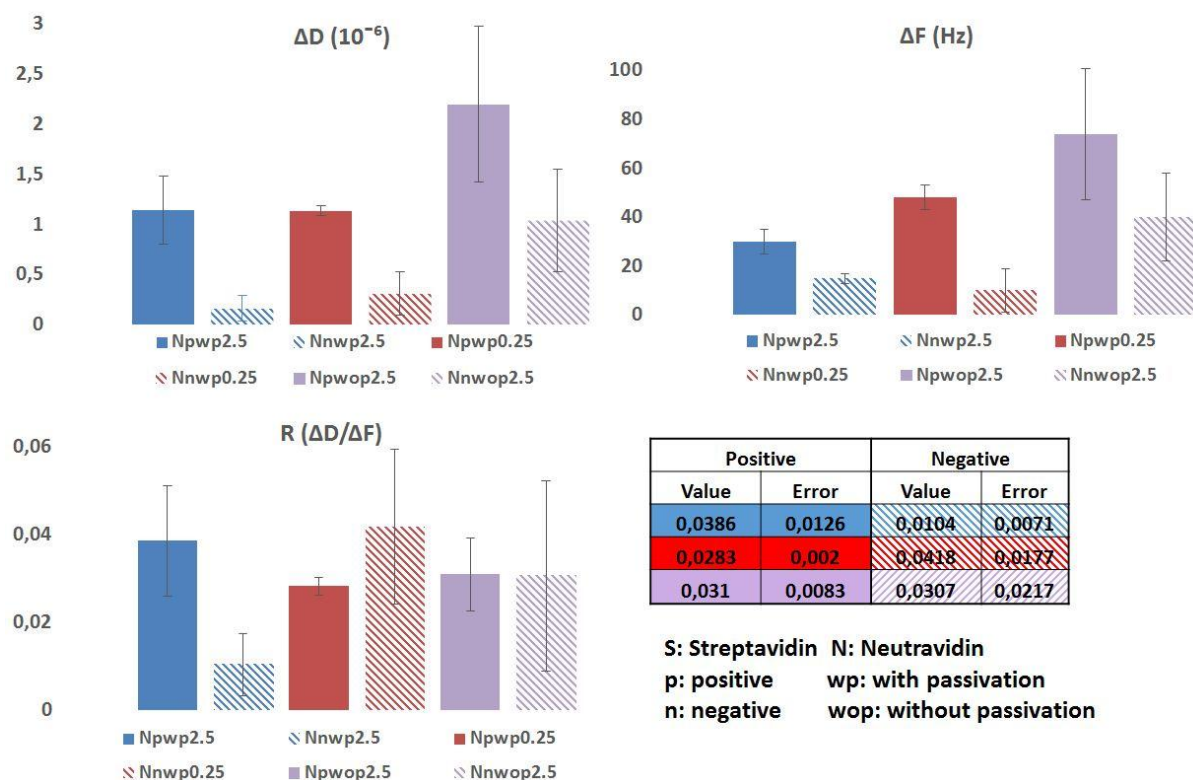 ΔD (10⁻⁶)
3
2,5
2
1,5
1
0,5
0
Npwp2.5 Nnwp2.5 Npwp0.25
Nnwp0.25 Npwop2.5 Nnwop2.5
ΔF (Hz)
100
80
60
40
20
0
Npwp2.5 Nnwp2.5 Npwp0.25
Nnwp0.25 Npwop2.5 Nnwop2.5
R (ΔD/ΔF)
0,06
0,04
0,02
0
Npwp2.5 Nnwp2.5 Npwp0.25
Nnwp0.25 Npwop2.5 Nnwop2.5
Positive Negative
Value Error Value Error
0,0386 0,0126 0,0104 0,0071
0,0283 0,002 0,0418 0,0177
0,031 0,0083 0,0307 0,0217
S: Streptavidin N: Neutravidin
p: positive wp: with passivation
n: negative wop: without passivation